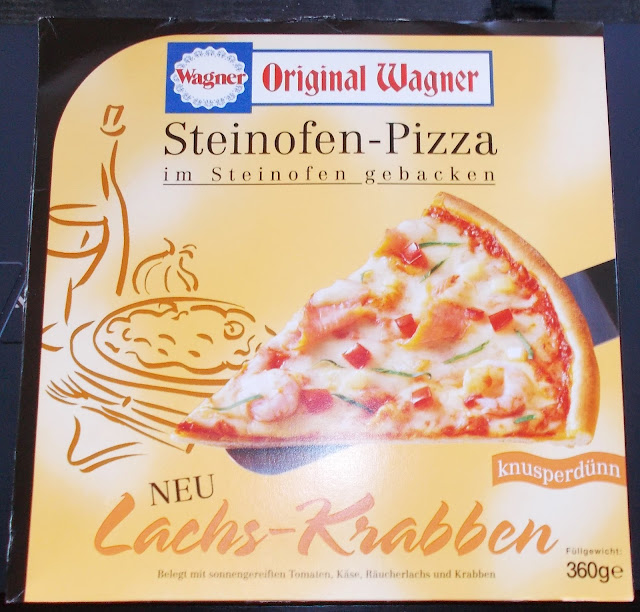 Wagner
Original Wagner
Steinofen-Pizza
im Steinofen gebacken
knusperdünn
NEU
Lachs-Krabben
Füllgewicht:
360g℮
Belegt mit sonnengereiften Tomaten, Käse, Räucherlachs und Krabben